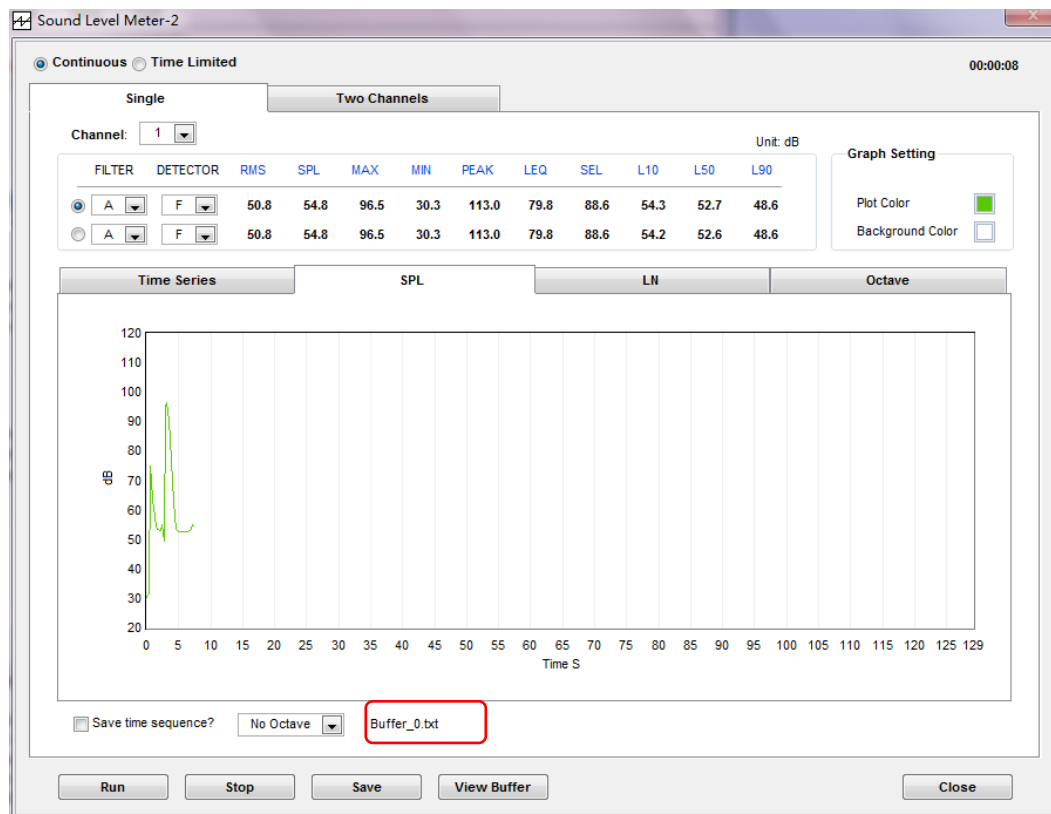 Sound Level Meter-2
Continuous Time Limited 00:00:08
Single Two Channels
Channel: 1
Unit: dB
Graph Setting
FILTER DETECTOR RMS SPL MAX MIN PEAK LEQ SEL L10 L50 L90
A F 50.8 54.8 96.5 30.3 113.0 79.8 88.6 54.3 52.7 48.6
Plot Color
A F 50.8 54.8 96.5 30.3 113.0 79.8 88.6 54.2 52.6 48.6
Background Color
Time Series SPL LN Octave
120
110
100
90
80
70
60
50
40
30
20
dB
0 5 10 15 20 25 30 35 40 45 50 55 60 65 70 75 80 85 90 95 100 105 110 115 120 125 129
Time S
Save time sequence? No Octave Buffer_0.txt
Run Stop Save View Buffer Close